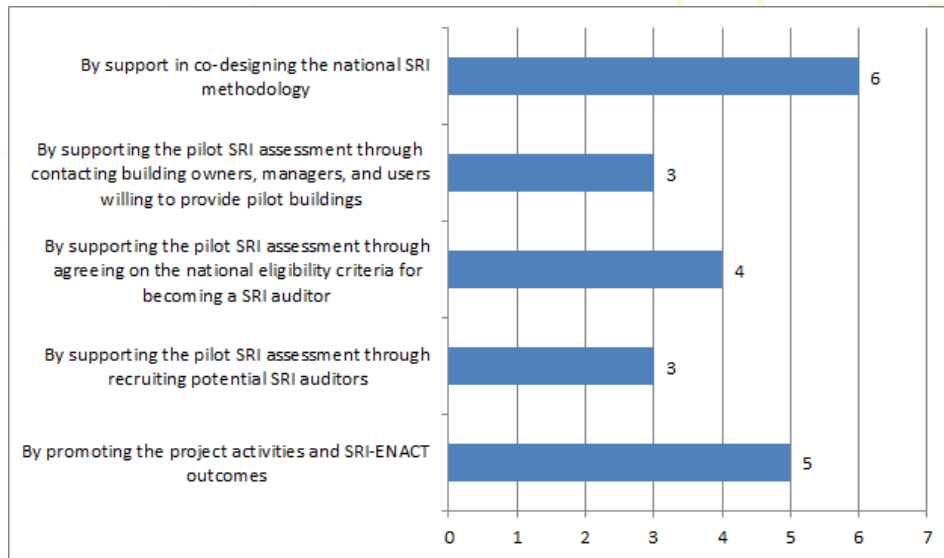 By support in co-designing the national SRI
methodology
6
By supporting the pilot SRI assessment through
contacting building owners, managers, and users
willing to provide pilot buildings
3
By supporting the pilot SRI assessment through
agreeing on the national eligibility criteria for
becoming a SRI auditor
4
By supporting the pilot SRI assessment through
recruiting potential SRI auditors
3
By promoting the project activities and SRI-ENACT
outcomes
5
0 1 2 3 4 5 6 7